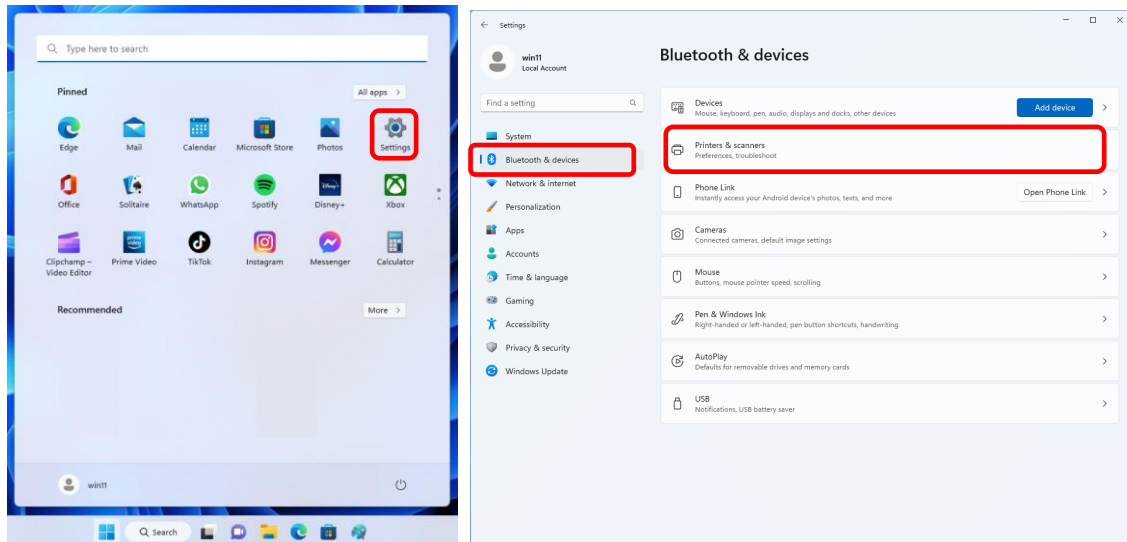 Type here to search
Pinned
All apps >
Edge
Mail
Calendar
Microsoft Store
Photos
Settings
Office
Solitaire
WhatsApp
Spotify
Disney+
Xbox
Clipchamp –
Video Editor
Prime Video
TikTok
Instagram
Messenger
Calculator
Recommended
More >
win11
Search
Settings
win11
Local Account
Find a setting
System
Bluetooth & devices
Network & internet
Personalization
Apps
Accounts
Time & language
Gaming
Accessibility
Privacy & security
Windows Update
Bluetooth & devices
Devices
Mouse, keyboard, pen, audio, displays and docks, other devices
Add device
Printers & scanners
Preferences, troubleshoot
Phone Link
Instantly access your Android device's photos, texts, and more
Open Phone Link
Cameras
Connected cameras, default image settings
Mouse
Buttons, mouse pointer speed, scrolling
Pen & Windows Ink
Right-handed or left-handed, pen button shortcuts, handwriting
AutoPlay
Defaults for removable drives and memory cards
USB
Notifications, USB battery saver